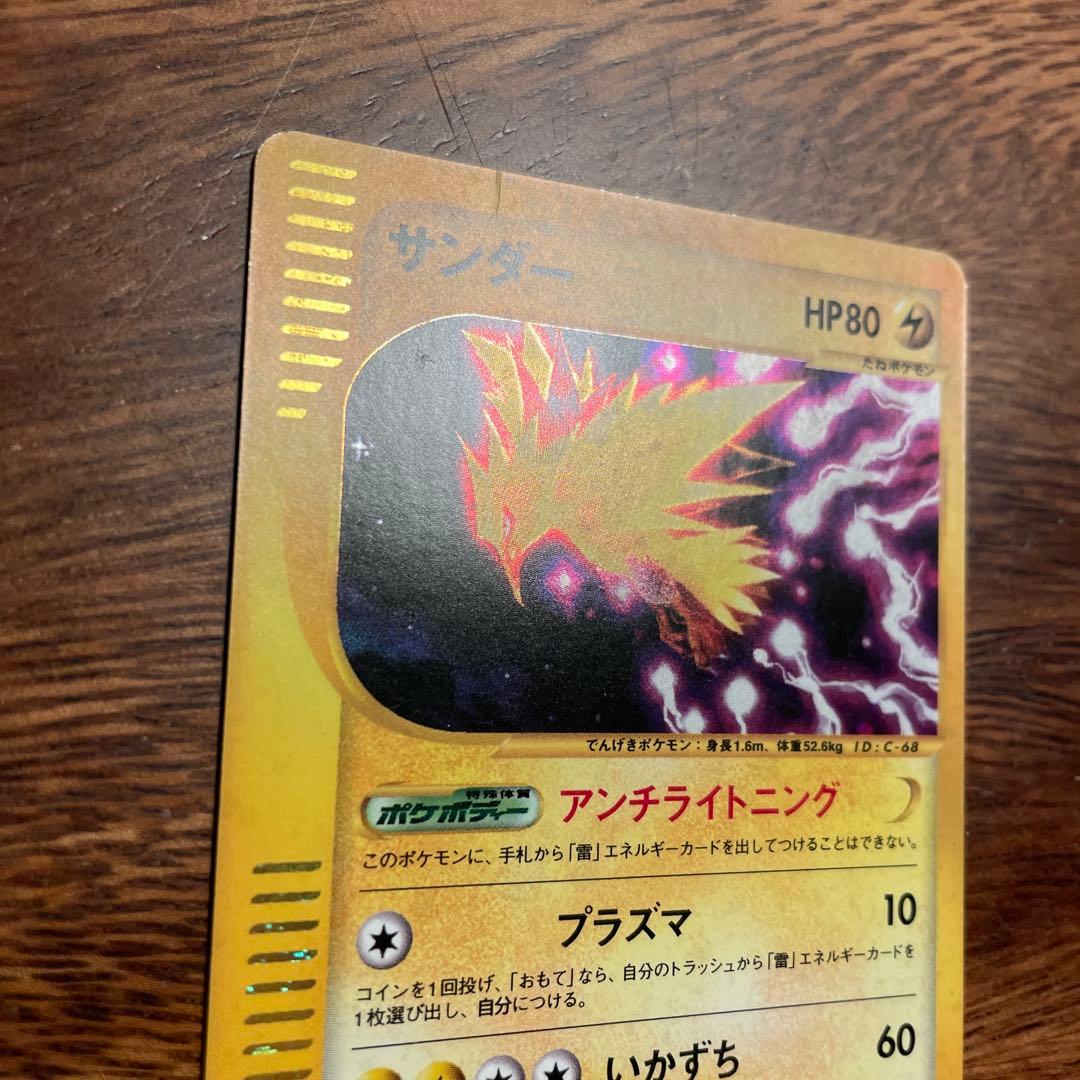 サンダー
HP80
たねポケモン
でんげきポケモン：身長1.6m、体重52.6kg ID：C-68
特殊体質
ポケボディー アンチライトニング
このポケモンに、手札から「雷」エネルギーカードを出してつけることはできない。
プラズマ 10
コインを1回投げ、「おもて」なら、自分のトラッシュから「雷」エネルギーカードを
1枚選び出し、自分につける。
いかずち 60